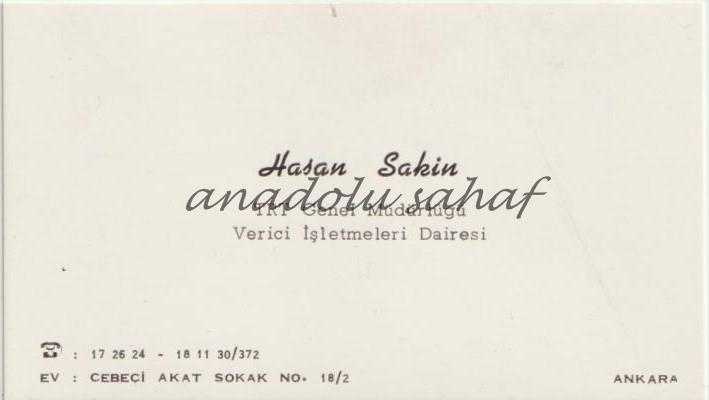 Hasan Sakin
anadolu sahaf
TRT Genel Müdürlüğü
Verici İşletmeleri Dairesi
☎ : 17 26 24 - 18 11 30/372
EV : CEBECİ AKAT SOKAK NO. 18/2
ANKARA